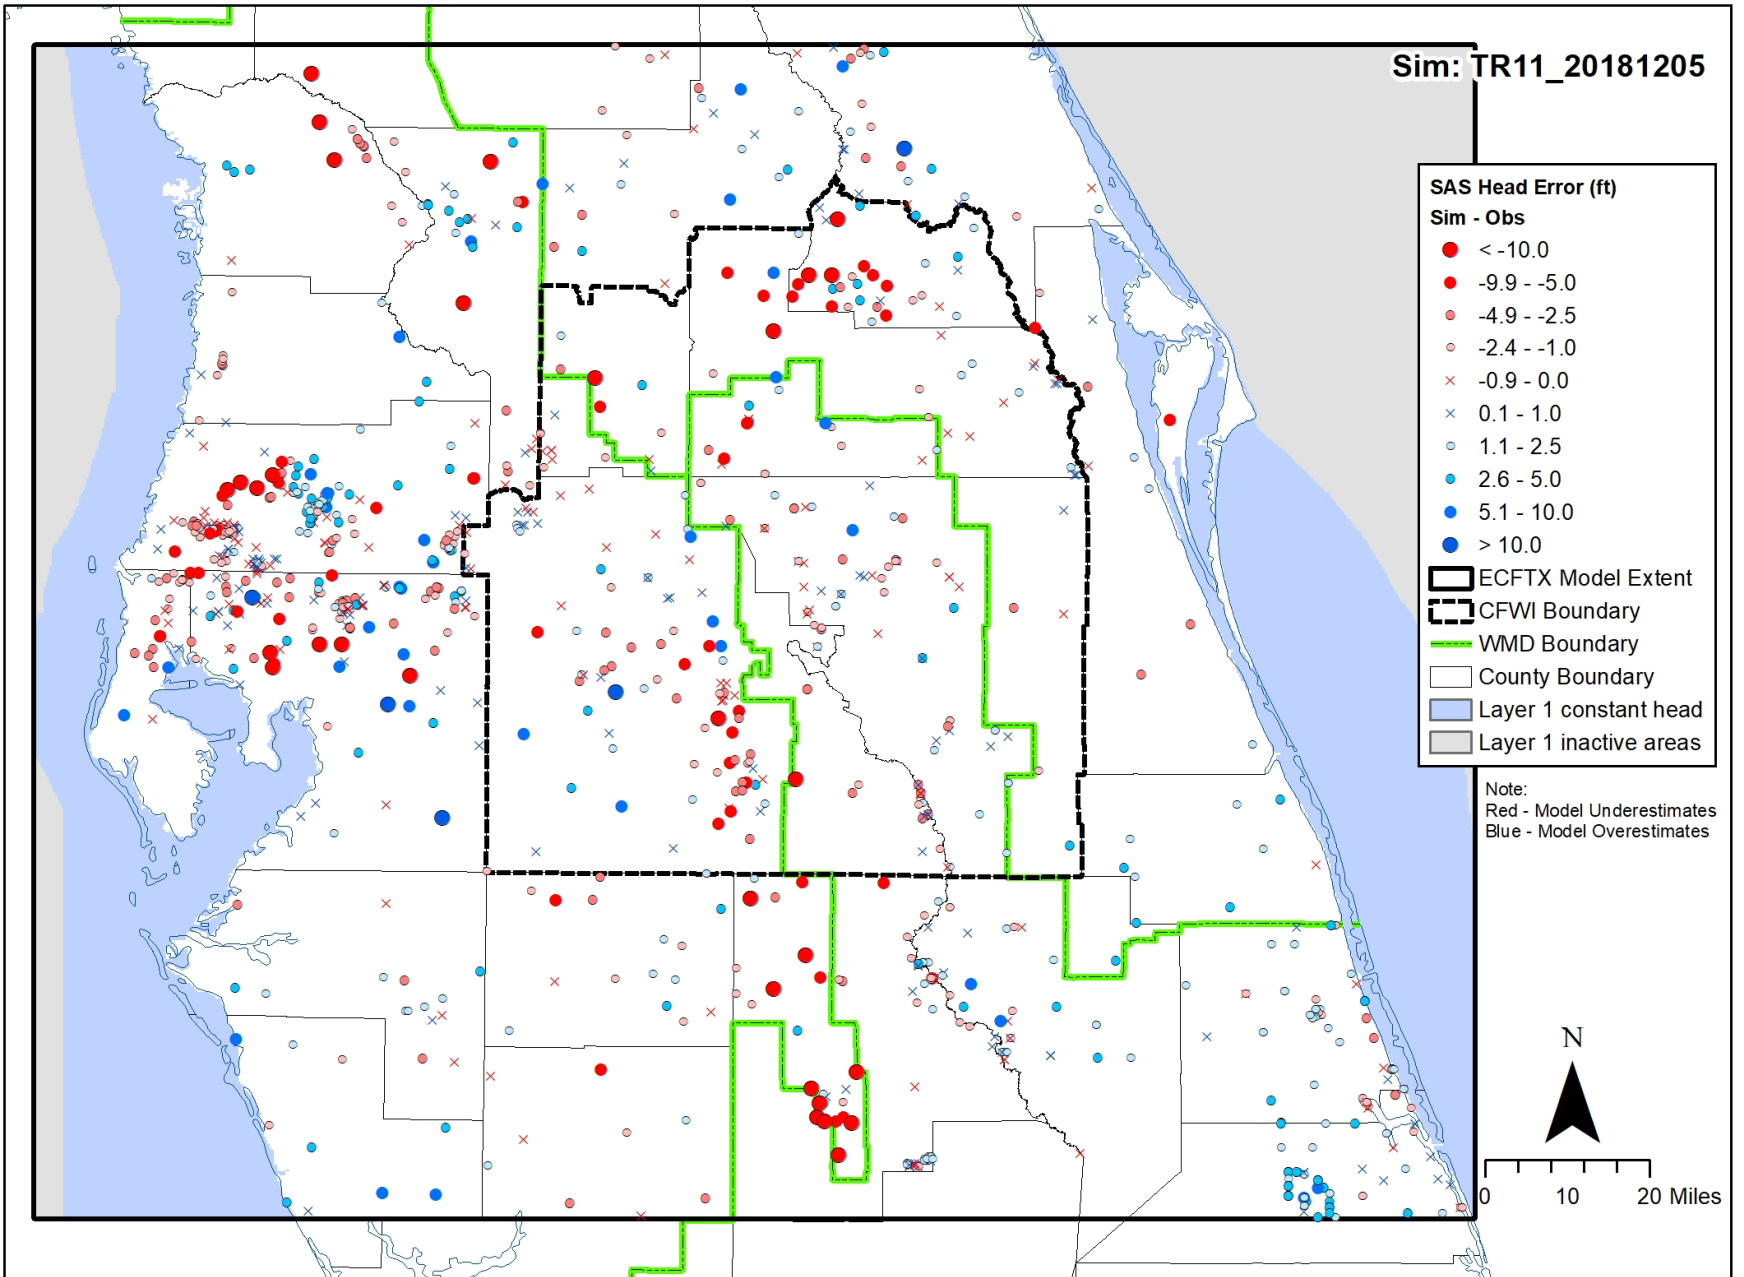 Sim: TR11_20181205
SAS Head Error (ft)
Sim - Obs
< -10.0
-9.9 - -5.0
-4.9 - -2.5
-2.4 - -1.0
-0.9 - 0.0
0.1 - 1.0
1.1 - 2.5
2.6 - 5.0
5.1 - 10.0
> 10.0
ECFTX Model Extent
CFWI Boundary
WMD Boundary
County Boundary
Layer 1 constant head
Layer 1 inactive areas
Note:
Red - Model Underestimates
Blue - Model Overestimates
N
0 10 20 Miles